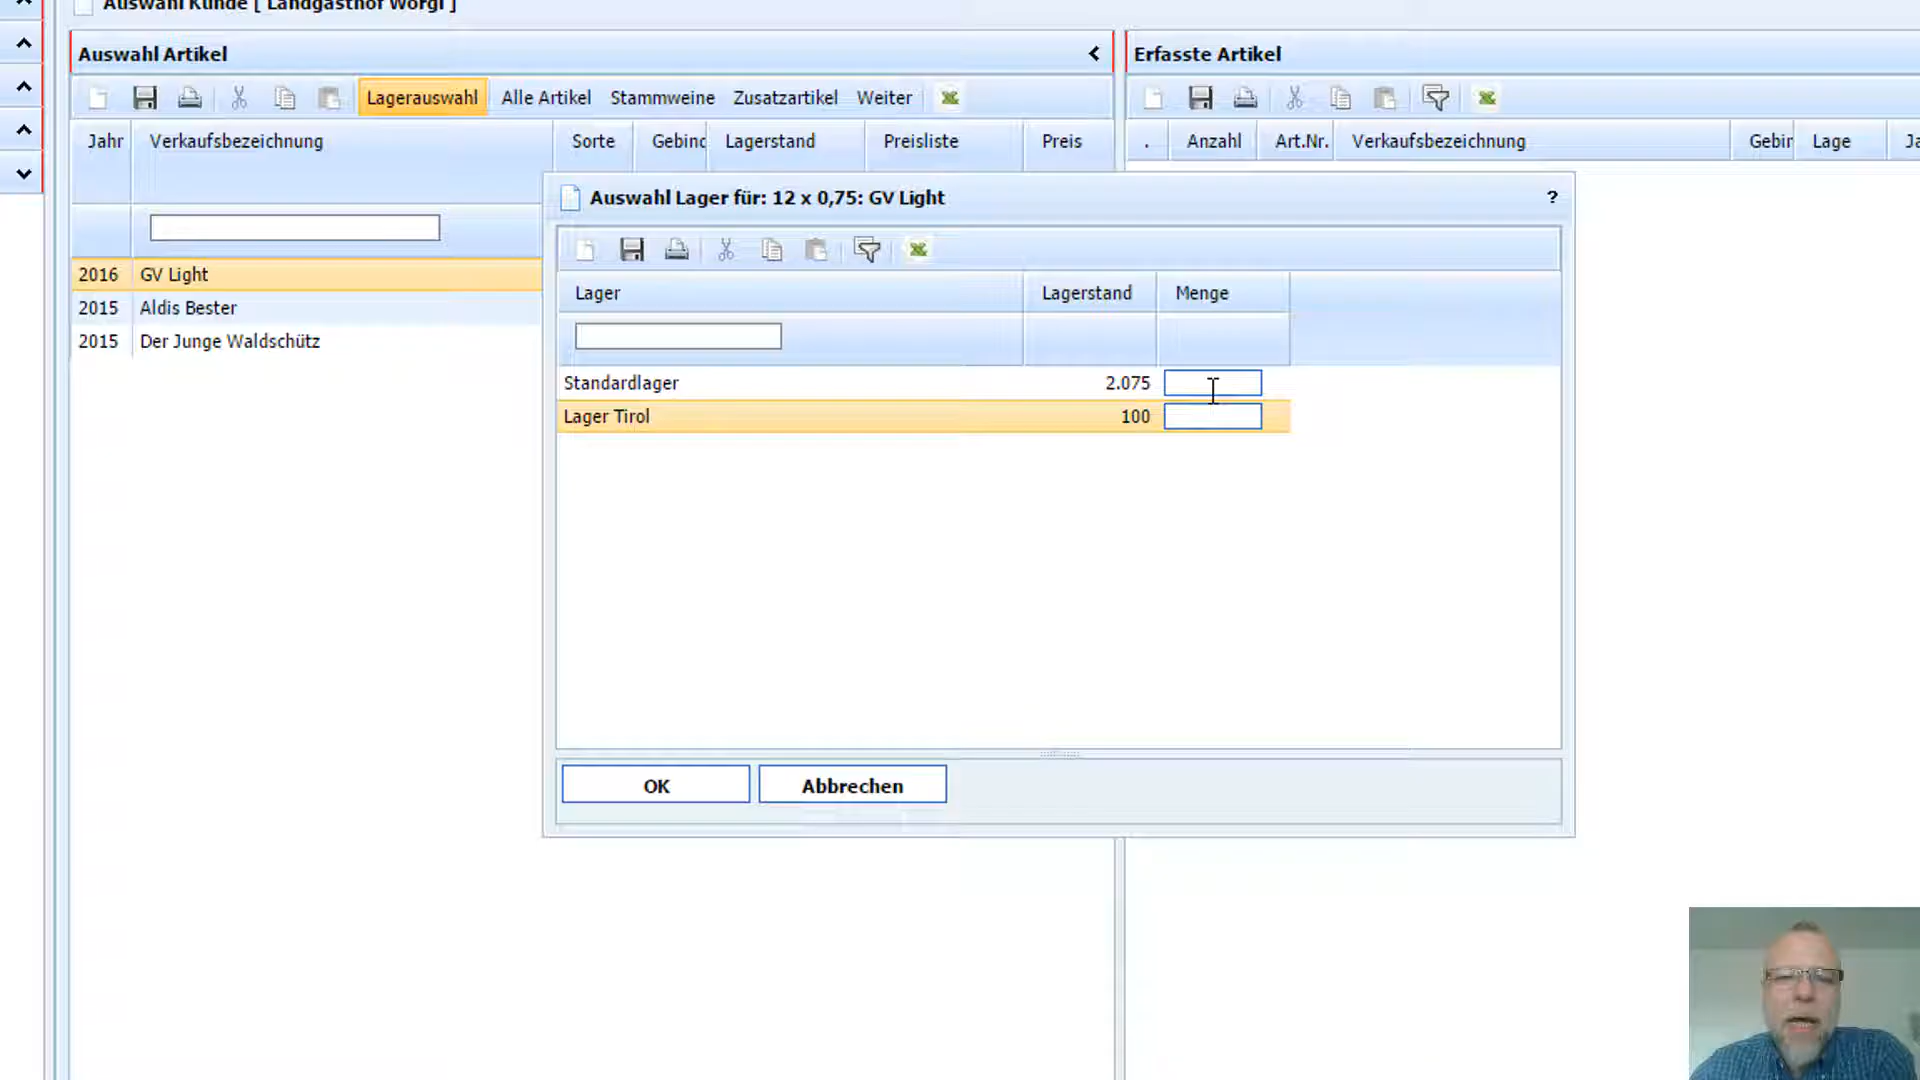 Auswahl Kunde [ Landgasthof Wörgl ]
Auswahl Artikel
Erfasste Artikel
Lagerauswahl Alle Artikel Stammweine Zusatzartikel Weiter
Jahr Verkaufsbezeichnung Sorte Gebinc Lagerstand Preisliste Preis
. Anzahl Art.Nr. Verkaufsbezeichnung Gebir Lage Ja
Auswahl Lager für: 12 x 0,75: GV Light ?
2016 GV Light
2015 Aldis Bester
2015 Der Junge Waldschütz
Lager Lagerstand Menge
Standardlager 2.075
Lager Tirol 100
OK Abbrechen